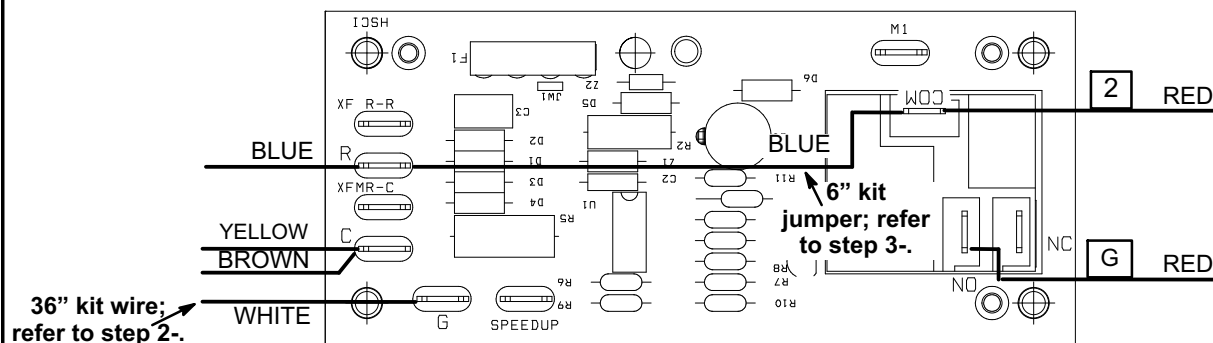 HSCI
M1
F1
JW1
Z2
D5
D6
COM
2
RED
XF R-R
C3
D2
R2
BLUE
R
D1
Z1
BLUE
XFMR-C
D3
C2
R11
D4
U1
6” kit
jumper; refer
to step 3-.
YELLOW
C
R5
BROWN
NC
G
RED
R8
NO
R6
R7
36” kit wire;
refer to step 2-.
WHITE
G
R9
SPEEDUP
R10